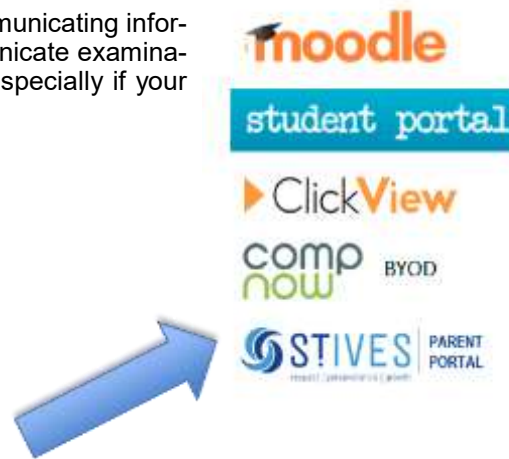 municating infor-
nicate examina-
specially if your
moodle
student portal
ClickView
comp
now
BYOD
STIVES
PARENT
PORTAL